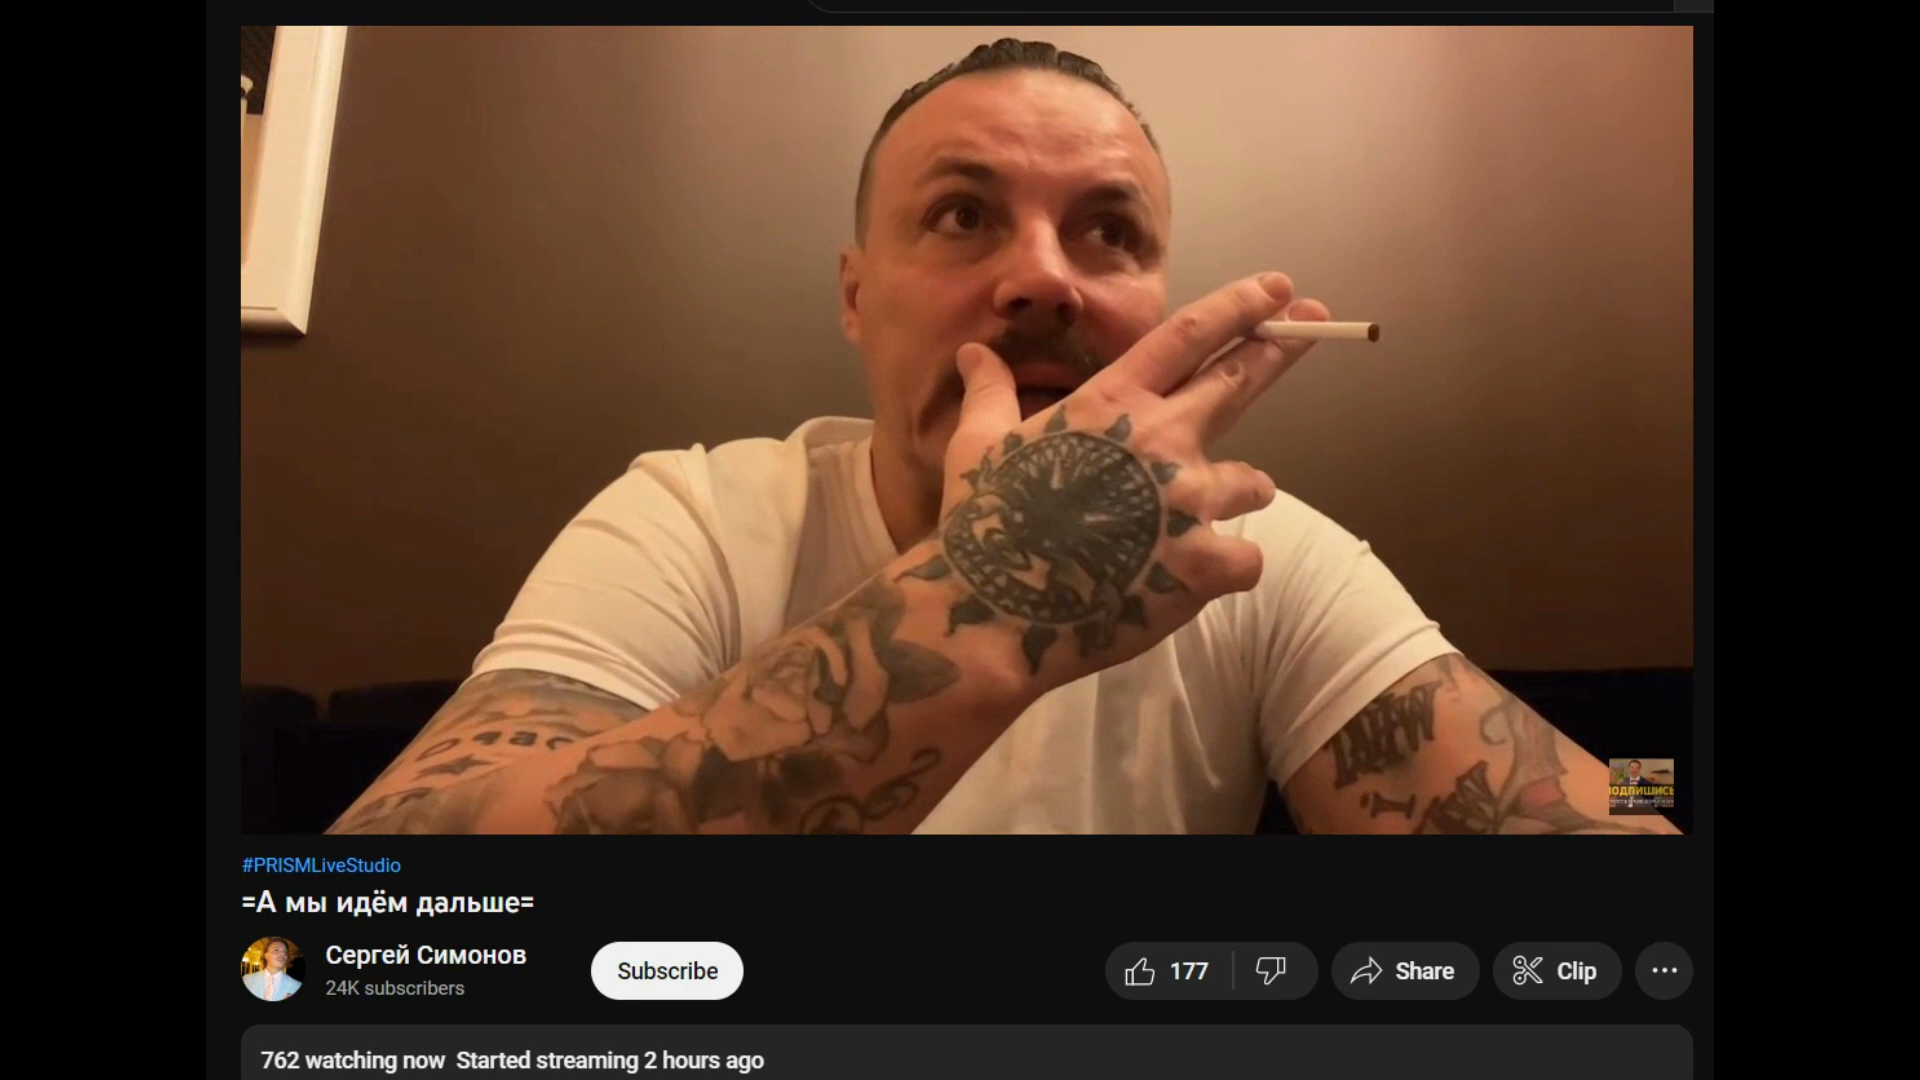 ПОДПИШИСЬ
#PRISMLiveStudio
=А мы идём дальше=
Сергей Симонов
24K subscribers
Subscribe
177
Share
Clip
762 watching now Started streaming 2 hours ago